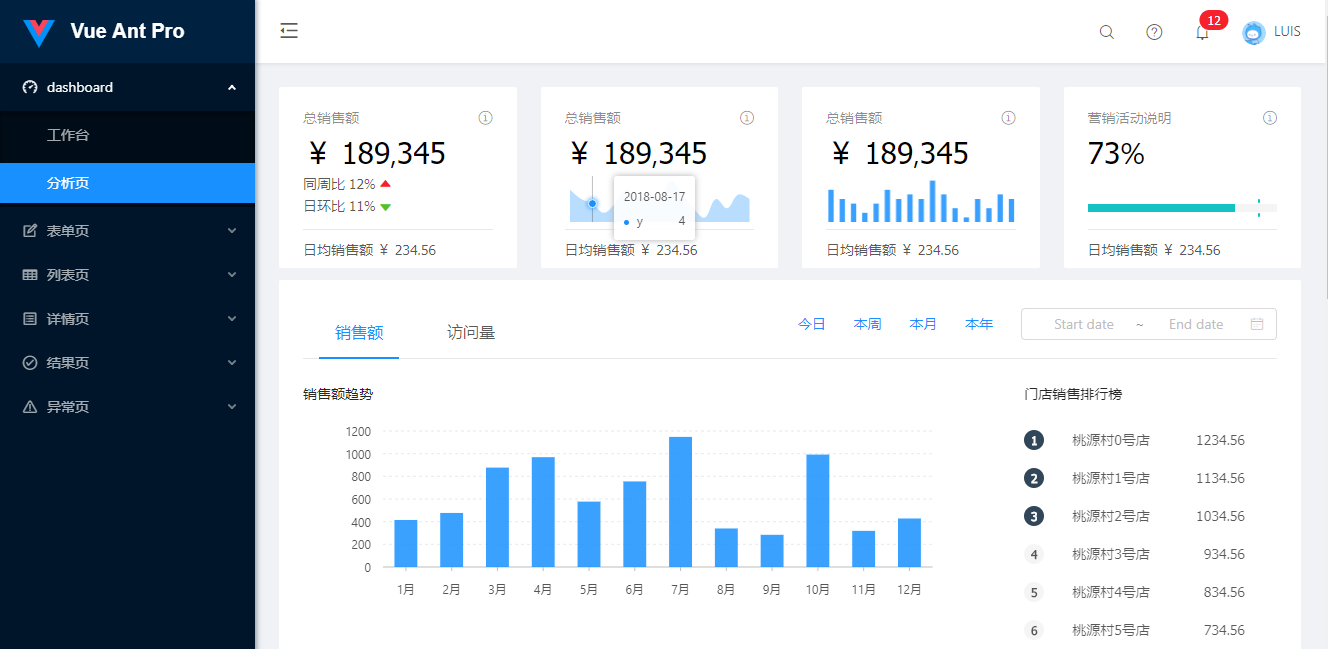 Vue Ant Pro
12
LUIS
dashboard
工作台
分析页
表单页
列表页
详情页
结果页
异常页
总销售额
¥ 189,345
同周比 12%
日环比 11%
日均销售额 ¥ 234.56
总销售额
¥ 189,345
2018-08-17
y 4
日均销售额 ¥ 234.56
总销售额
¥ 189,345
日均销售额 ¥ 234.56
营销活动说明
73%
日均销售额 ¥ 234.56
销售额 访问量
今日 本周 本月 本年
Start date ~ End date
销售额趋势
1200
1000
800
600
400
200
0
1月 2月 3月 4月 5月 6月 7月 8月 9月 10月 11月 12月
门店销售排行榜
1 桃源村0号店 1234.56
2 桃源村1号店 1134.56
3 桃源村2号店 1034.56
4 桃源村3号店 934.56
5 桃源村4号店 834.56
6 桃源村5号店 734.56